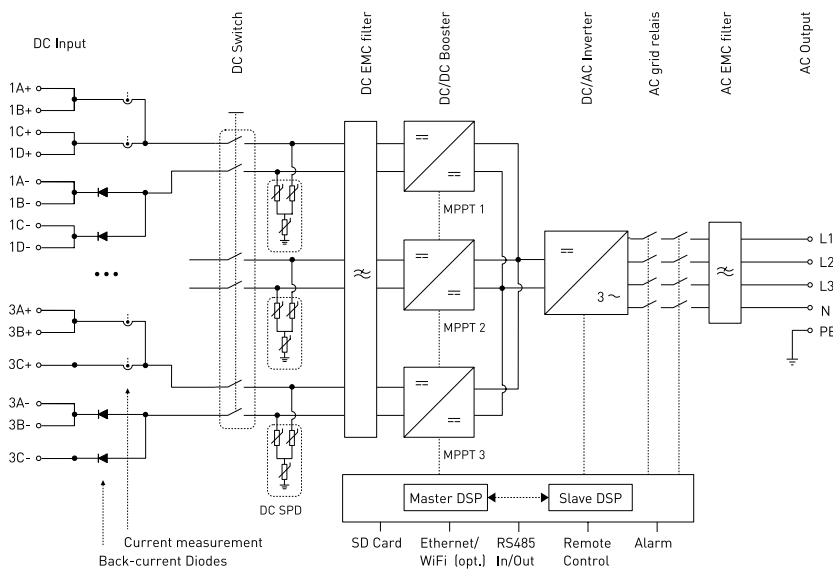 DC Input
DC Switch
DC EMC filter
DC/DC Booster
DC/AC Inverter
AC grid relais
AC EMC filter
AC Output
1A+
1B+
1C+
1D+
1A-
1B-
1C-
1D-
•••
3A+
3B+
3C+
3A-
3B-
3C-
MPPT 1
MPPT 2
MPPT 3
3 ~
L1
L2
L3
N
PE
DC SPD
Master DSP
Slave DSP
Current measurement
Back-current Diodes
SD Card
Ethernet/
WiFi (opt.)
RS485
In/Out
Remote
Control
Alarm